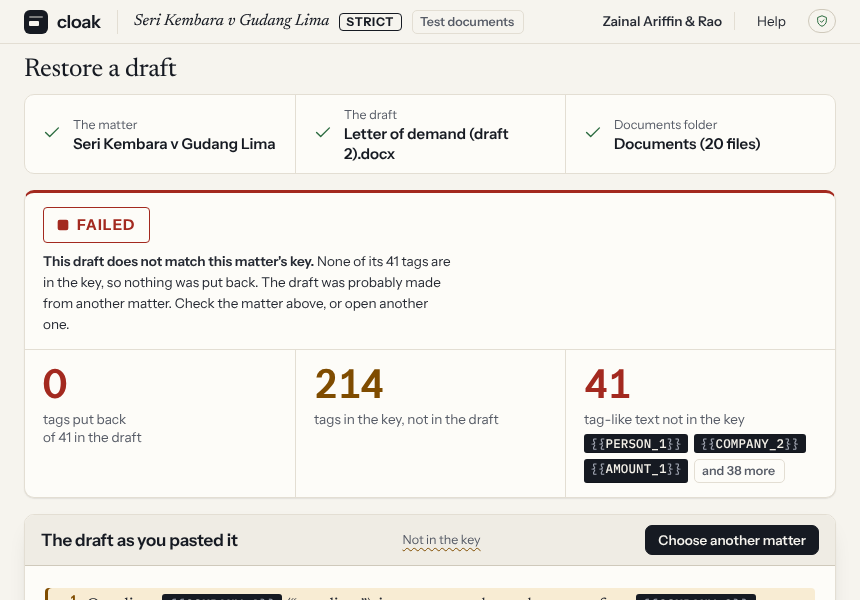 cloak
Seri Kembara v Gudang Lima
STRICT
Test documents
Zainal Ariffin & Rao
Help
Restore a draft
The matter
Seri Kembara v Gudang Lima
The draft
Letter of demand (draft
2).docx
Documents folder
Documents (20 files)
FAILED
This draft does not match this matter's key. None of its 41 tags are
in the key, so nothing was put back. The draft was probably made
from another matter. Check the matter above, or open another
one.
0
tags put back
of 41 in the draft
214
tags in the key, not in the draft
41
tag-like text not in the key
{{PERSON_1}} {{COMPANY_2}}
{{AMOUNT_1}} and 38 more
The draft as you pasted it
Not in the key
Choose another matter